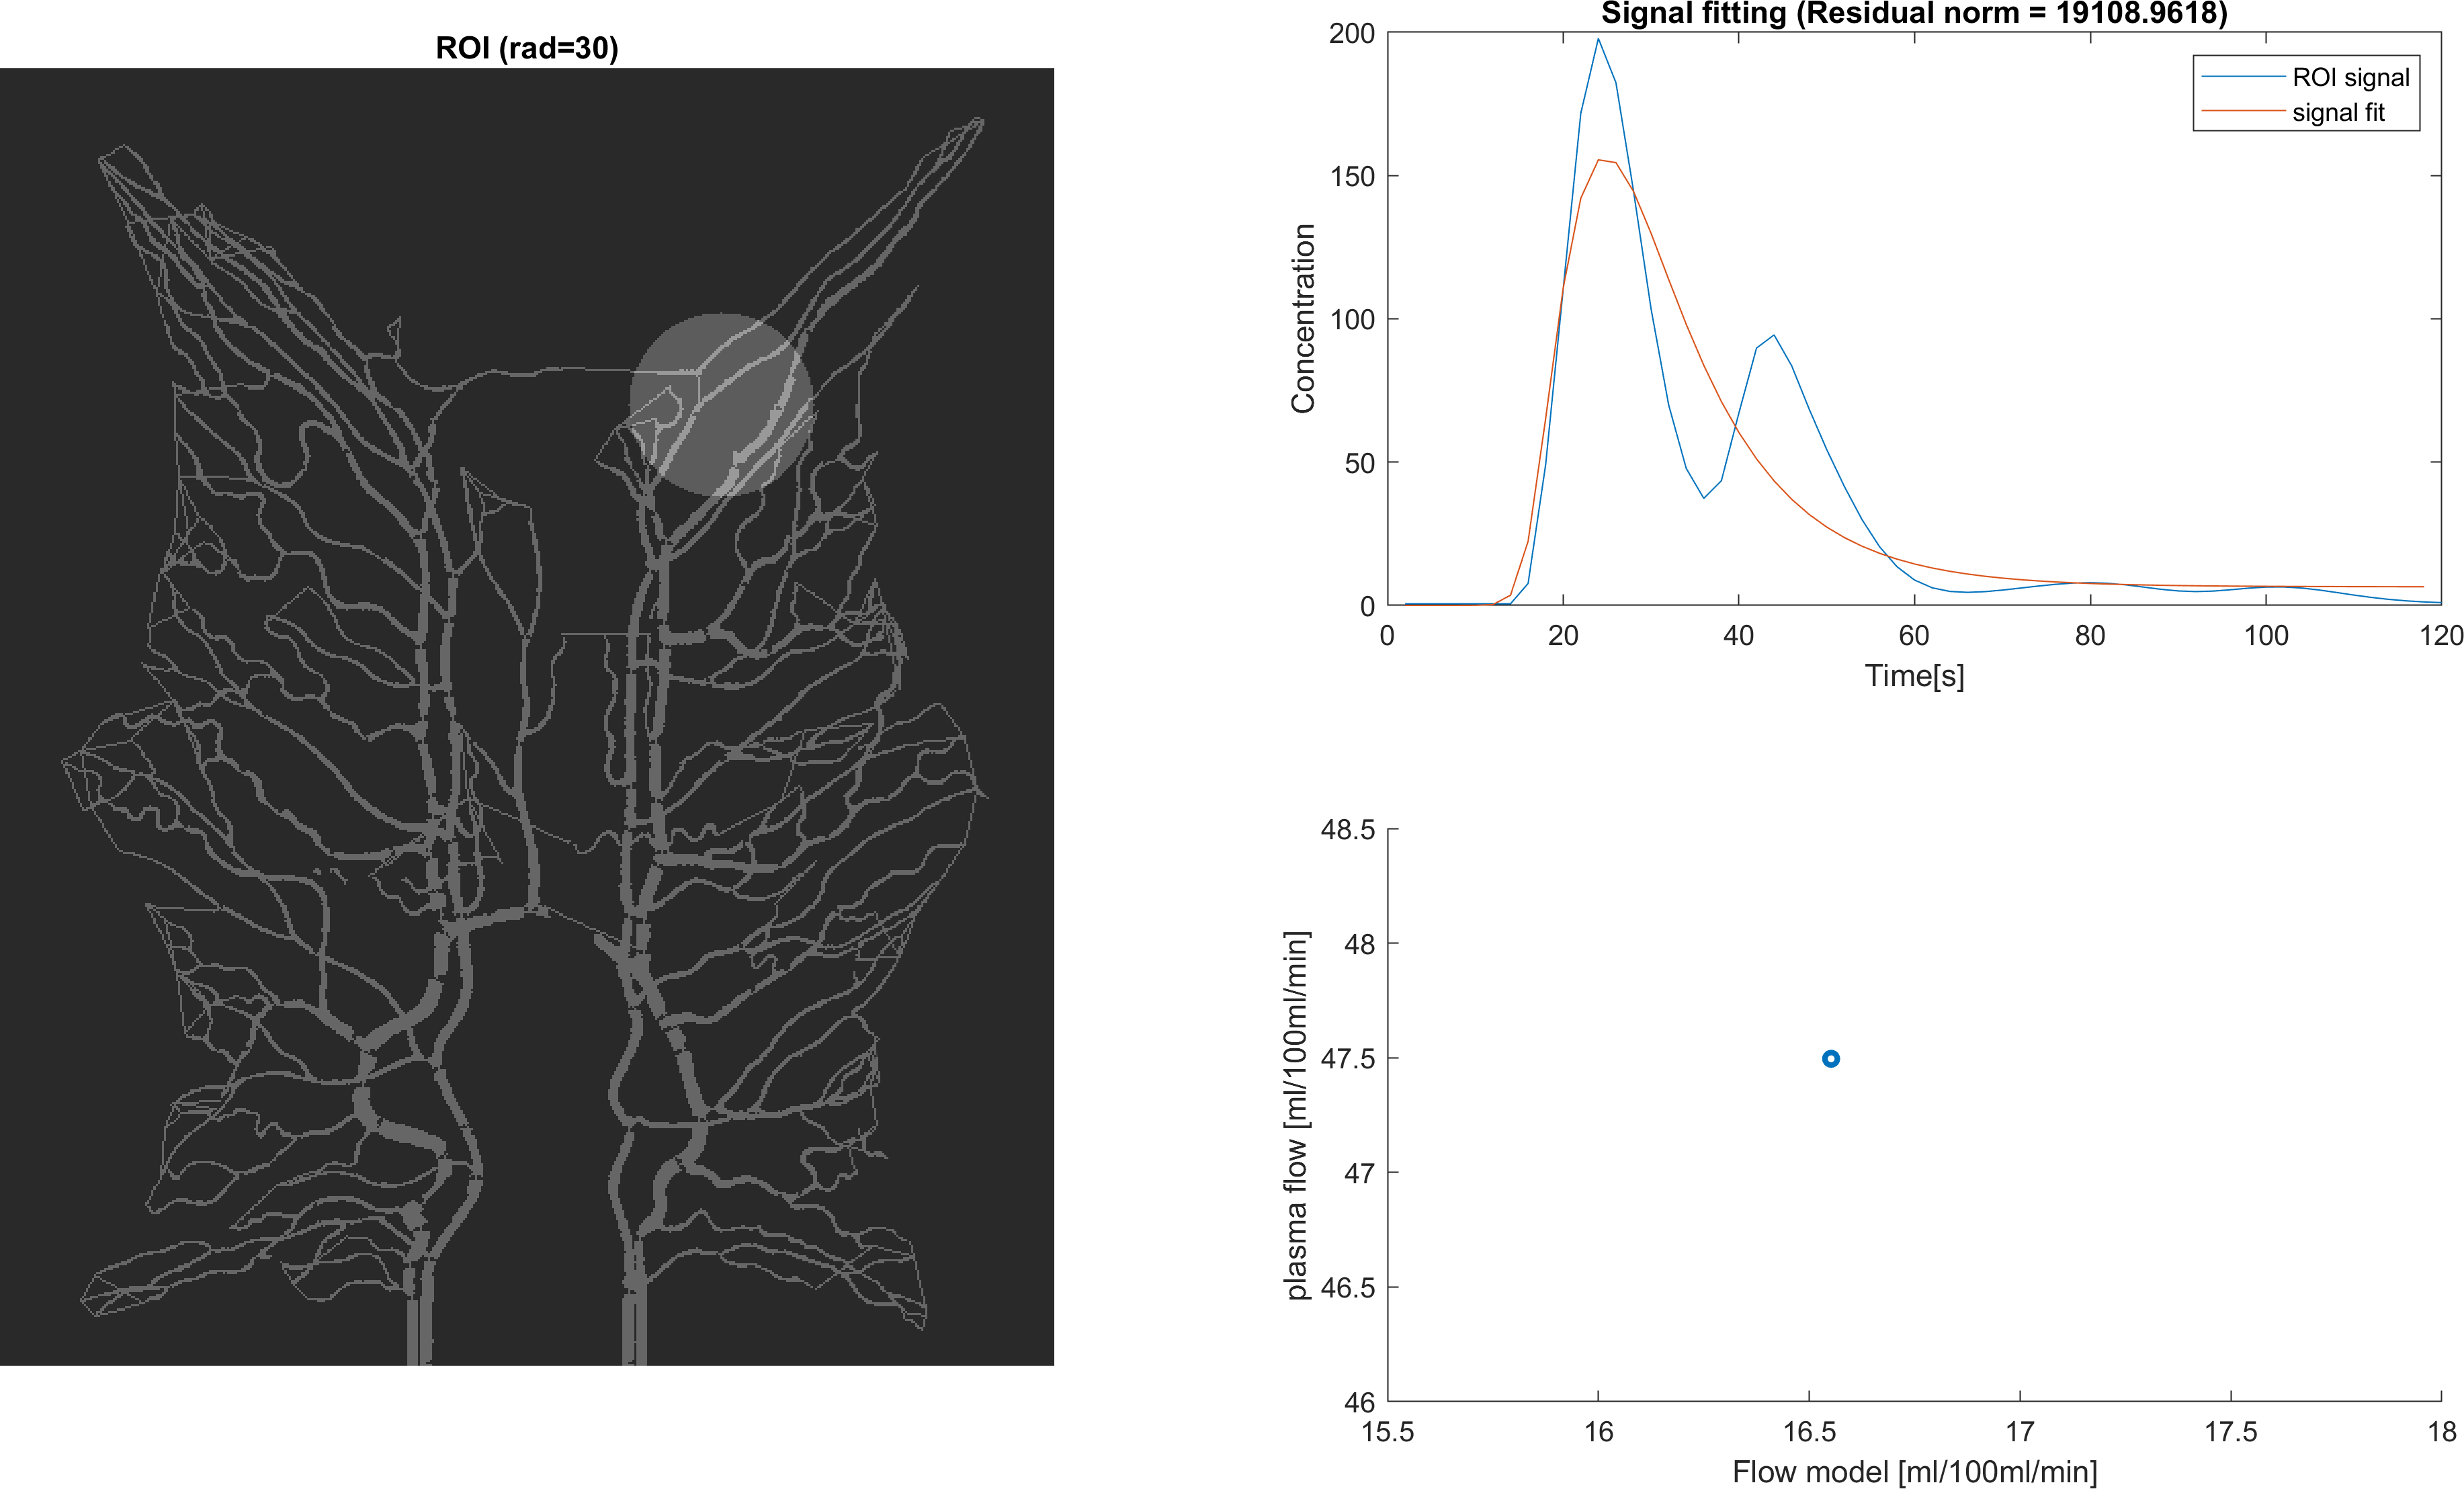 ROI (rad=30)
Signal fitting (Residual norm = 19108.9618)
200
150
100
50
0
Concentration
ROI signal
signal fit
0 20 40 60 80 100 120
Time[s]
48.5
48
47.5
47
46.5
46
plasma flow [ml/100ml/min]
15.5 16 16.5 17 17.5 18
Flow model [ml/100ml/min]